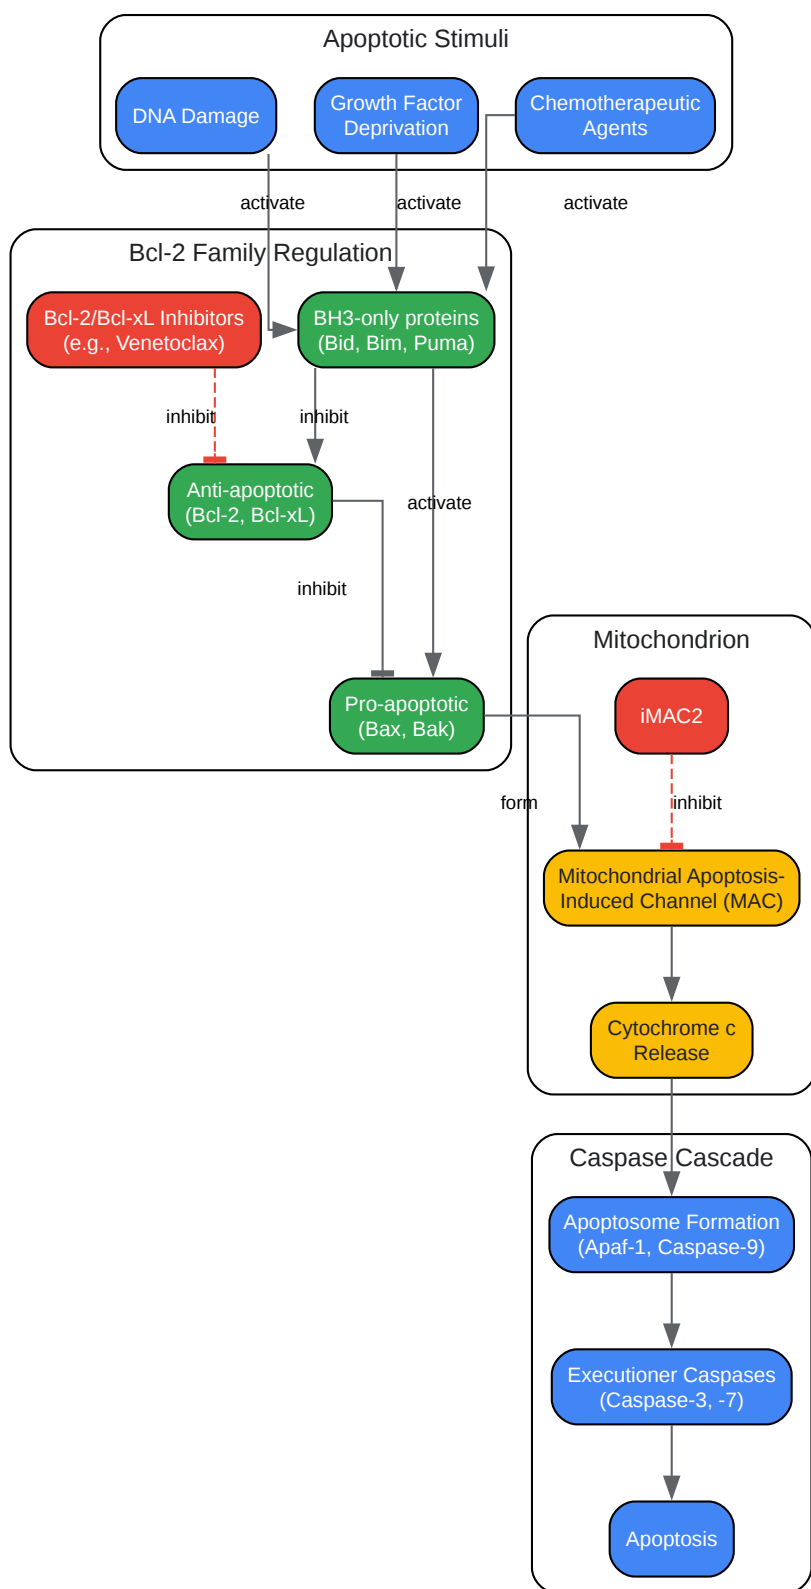 Apoptotic Stimuli
DNA Damage
Growth Factor
Deprivation
Chemotherapeutic
Agents
activate
activate
activate
Bcl-2 Family Regulation
Bcl-2/Bcl-xL Inhibitors
(e.g., Venetoclax)
BH3-only proteins
(Bid, Bim, Puma)
inhibit
inhibit
Anti-apoptotic
(Bcl-2, Bcl-xL)
activate
inhibit
Pro-apoptotic
(Bax, Bak)
Mitochondrion
iMAC2
form
inhibit
Mitochondrial Apoptosis-
Induced Channel (MAC)
Cytochrome c
Release
Caspase Cascade
Apoptosome Formation
(Apaf-1, Caspase-9)
Executioner Caspases
(Caspase-3, -7)
Apoptosis